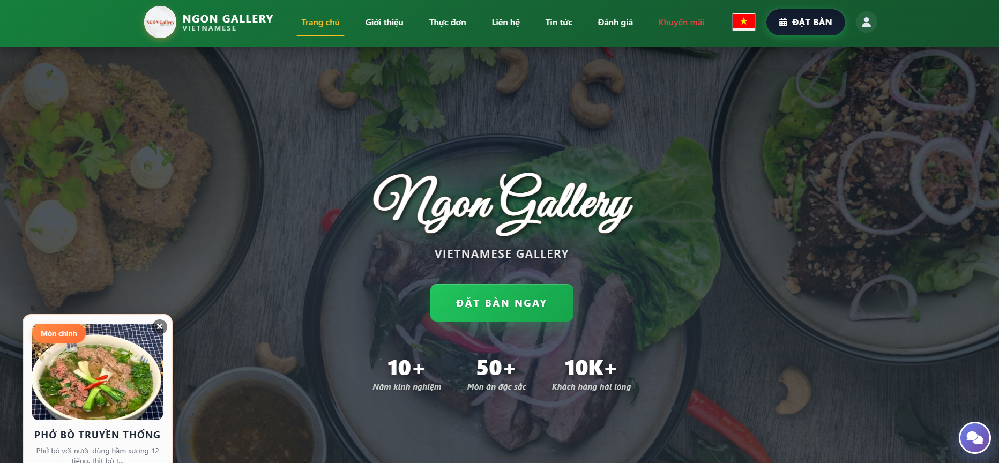 NGON Gallery
NGON GALLERY
VIETNAMESE
Trang chủ
Giới thiệu
Thực đơn
Liên hệ
Tin tức
Đánh giá
Khuyến mãi
ĐẶT BÀN
Ngon Gallery
VIETNAMESE GALLERY
ĐẶT BÀN NGAY
10+
Năm kinh nghiệm
50+
Món ăn đặc sắc
10K+
Khách hàng hài lòng
Món chính
PHỞ BÒ TRUYỀN THỐNG
Phở bò với nước dùng hầm xương 12
tiếng, thịt bò t...